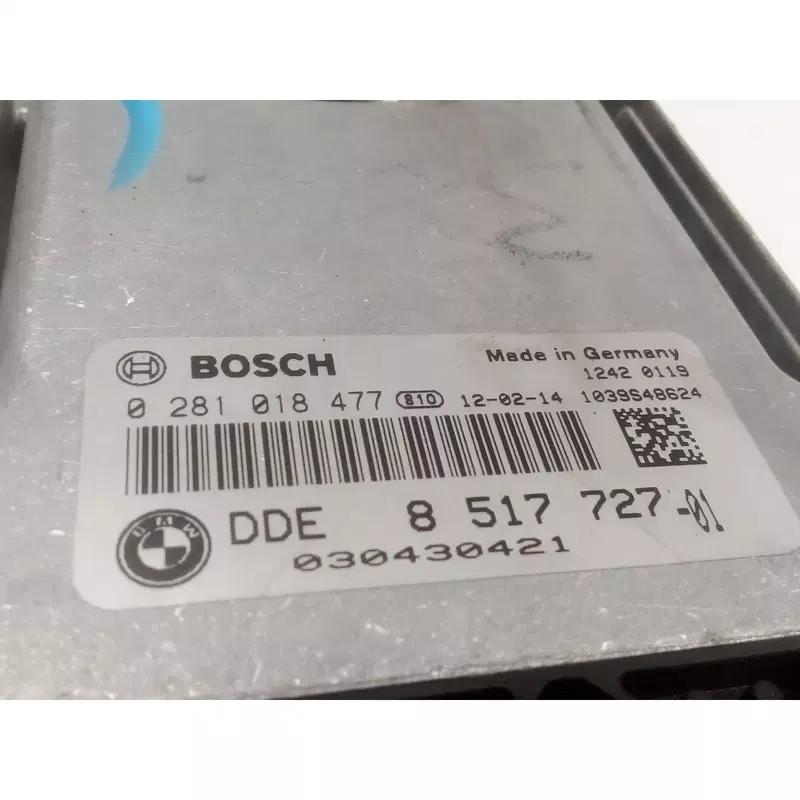 BOSCH
Made in Germany
1242 0119
0 281 018 477 810 12-02-14 1039S48624
BMW DDE 8 517 727-01
030430421